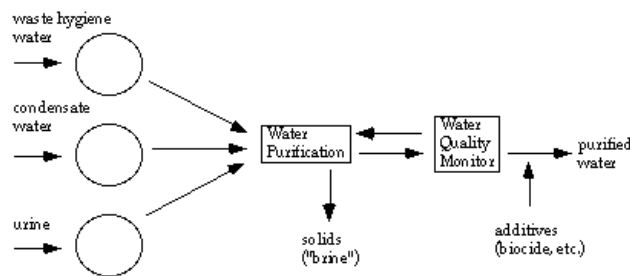 waste hygiene
water
condensate
water
urine
Water
Purification
solids
("brine")
Water
Quality
Monitor
purified
water
additives
(biocide, etc.)